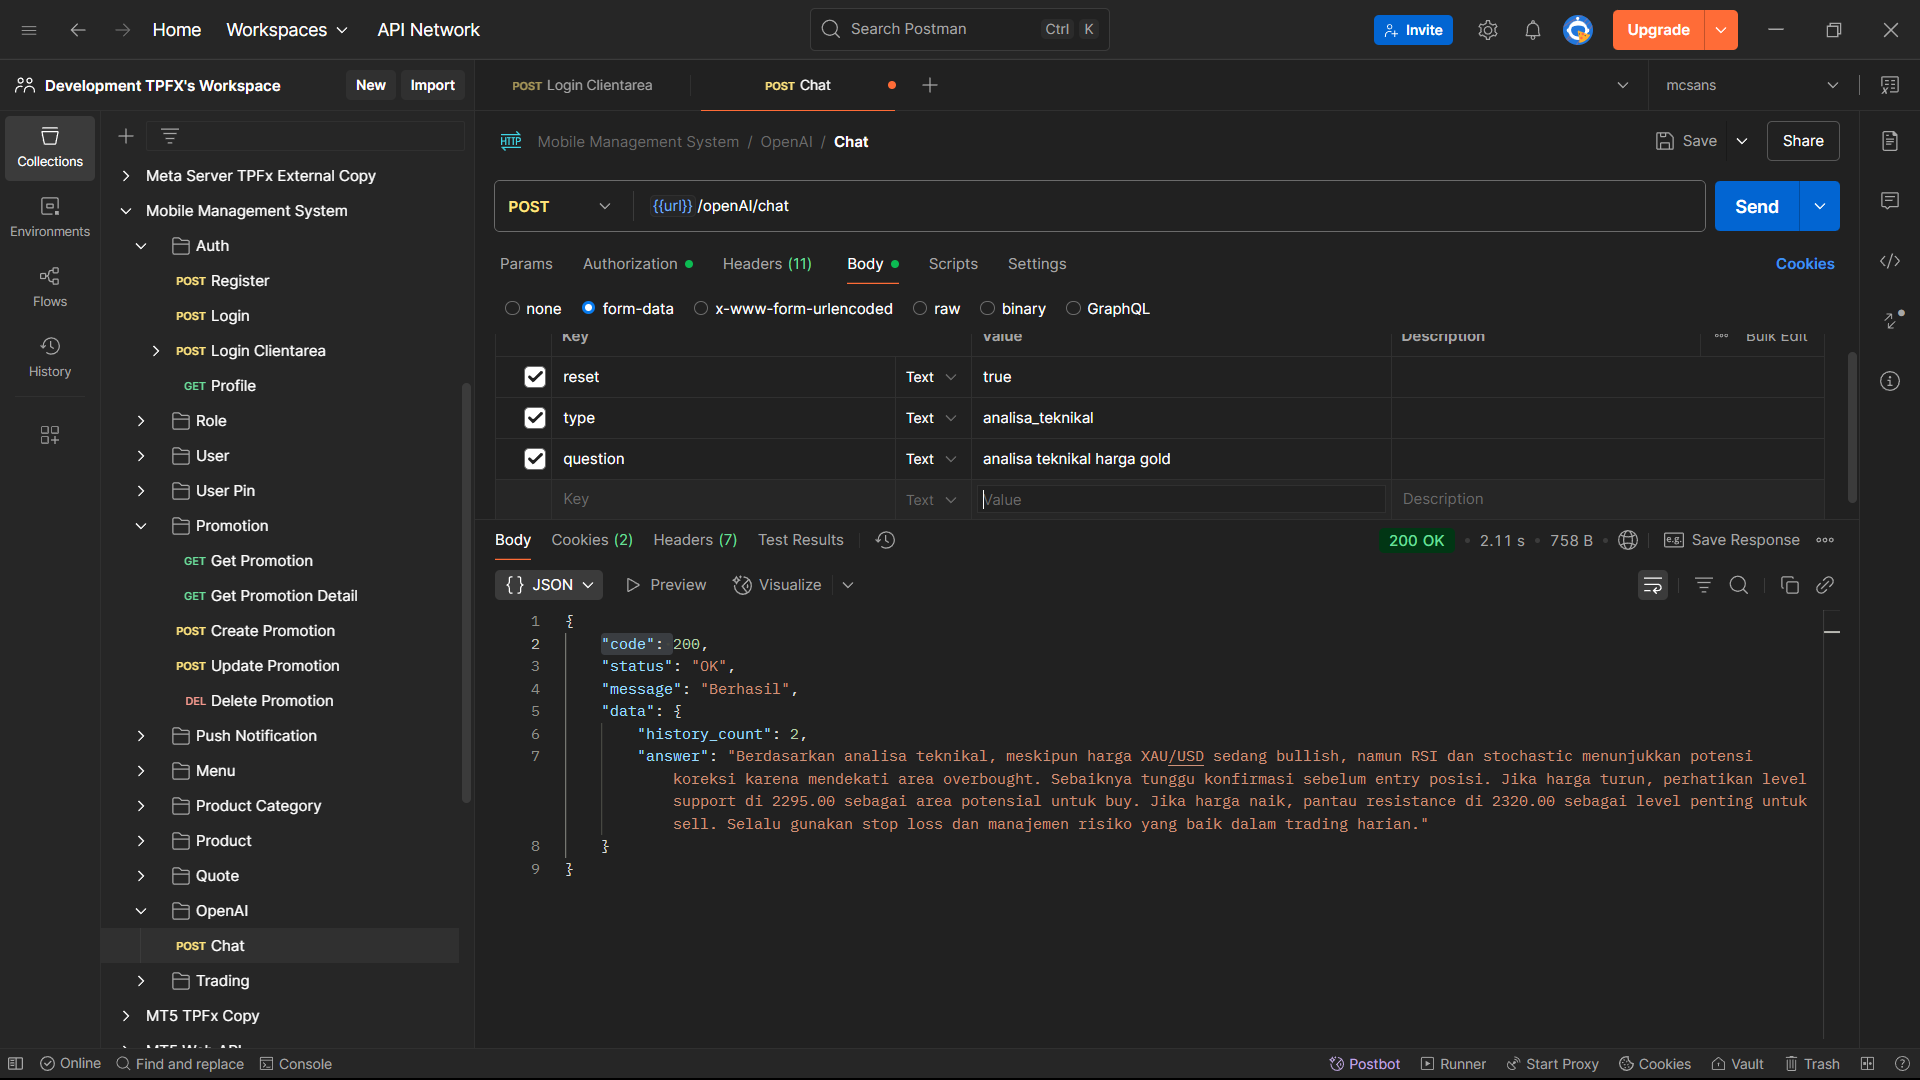 Home
Workspaces
API Network
Search Postman
Ctrl K
Invite
Upgrade
Development TPFX's Workspace
New
Import
POST Login Clientarea
POST Chat
mcsans
Collections
Environments
Flows
History
Meta Server TPFx External Copy
Mobile Management System
Auth
POST Register
POST Login
POST Login Clientarea
GET Profile
Role
User
User Pin
Promotion
GET Get Promotion
GET Get Promotion Detail
POST Create Promotion
POST Update Promotion
DEL Delete Promotion
Push Notification
Menu
Product Category
Product
Quote
OpenAI
POST Chat
Trading
MT5 TPFx Copy
MT5 Web API
HTTP Mobile Management System / OpenAI / Chat
Save
Share
POST
{{url}} /openAI/chat
Send
Params
Authorization
Headers (11)
Body
Scripts
Settings
Cookies
none
form-data
x-www-form-urlencoded
raw
binary
GraphQL
Key Value Description Bulk Edit
reset Text true
type Text analisa_teknikal
question Text analisa teknikal harga gold
Key Text Value Description
Body
Cookies (2)
Headers (7)
Test Results
200 OK
2.11 s
758 B
e.g. Save Response
{} JSON
Preview
Visualize
1 {
2 "code": 200,
3 "status": "OK",
4 "message": "Berhasil",
5 "data": {
6 "history_count": 2,
7 "answer": "Berdasarkan analisa teknikal, meskipun harga XAU/USD sedang bullish, namun RSI dan stochastic menunjukkan potensi
koreksi karena mendekati area overbought. Sebaiknya tunggu konfirmasi sebelum entry posisi. Jika harga turun, perhatikan level
support di 2295.00 sebagai area potensial untuk buy. Jika harga naik, pantau resistance di 2320.00 sebagai level penting untuk
sell. Selalu gunakan stop loss dan manajemen risiko yang baik dalam trading harian."
8 }
9 }
Online
Find and replace
Console
Postbot
Runner
Start Proxy
Cookies
Vault
Trash